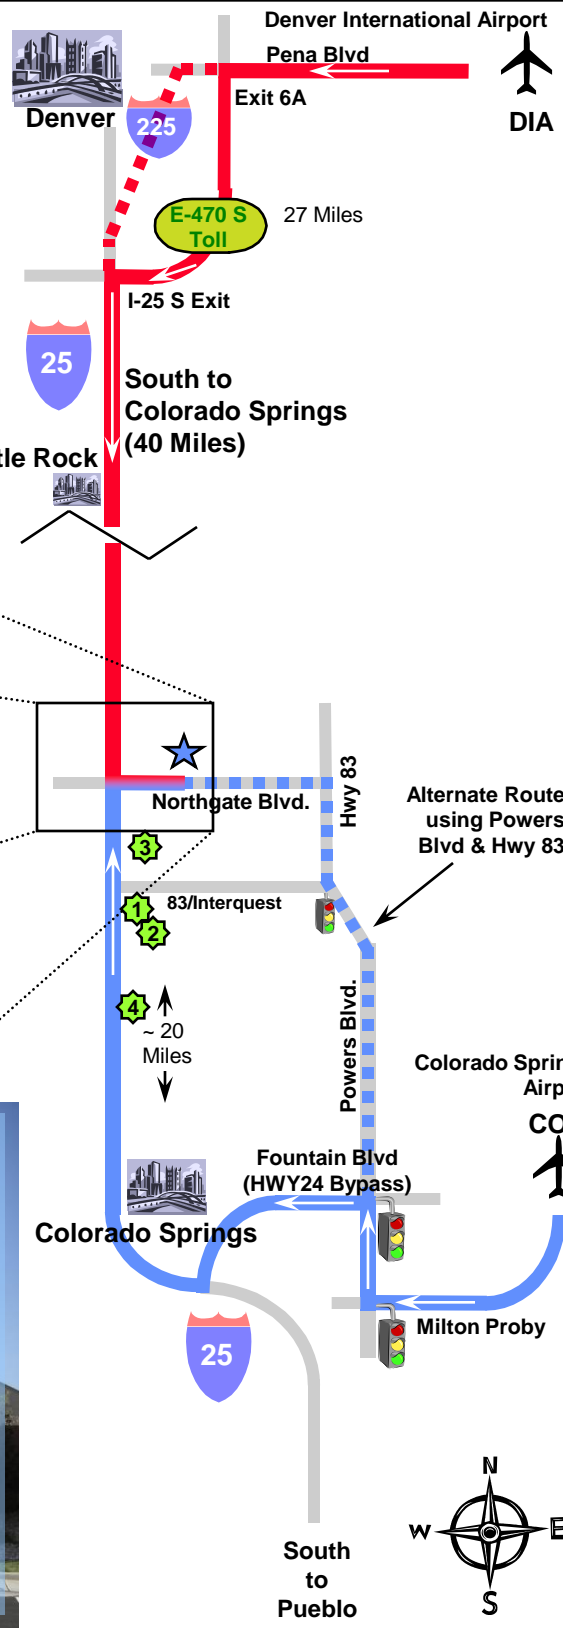 Denver International Airport
Pena Blvd
Denver
225
Exit 6A
DIA
E-470 S
Toll
27 Miles
I-25 S Exit
25
South to
Colorado Springs
(40 Miles)
tle Rock
Hwy 83
Northgate Blvd.
Alternate Route
using Powers
Blvd & Hwy 83
3
83/Interquest
1
2
4
~ 20
Miles
Powers Blvd.
Colorado Sprin
Airp
CO
Fountain Blvd
(HWY24 Bypass)
Colorado Springs
Milton Proby
25
N
W
E
S
South
to
Pueblo